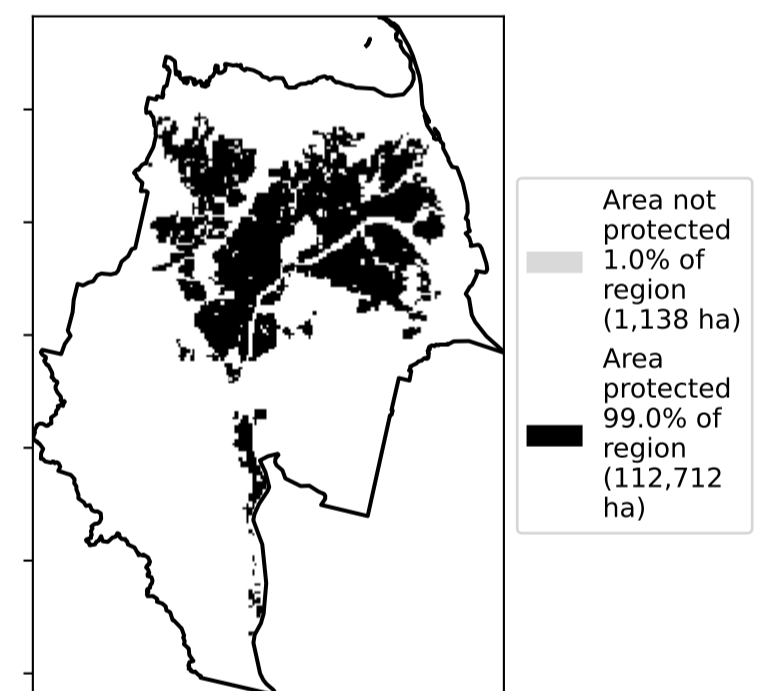 Area not
protected
1.0% of
region
(1,138 ha)
Area
protected
99.0% of
region
(112,712
ha)